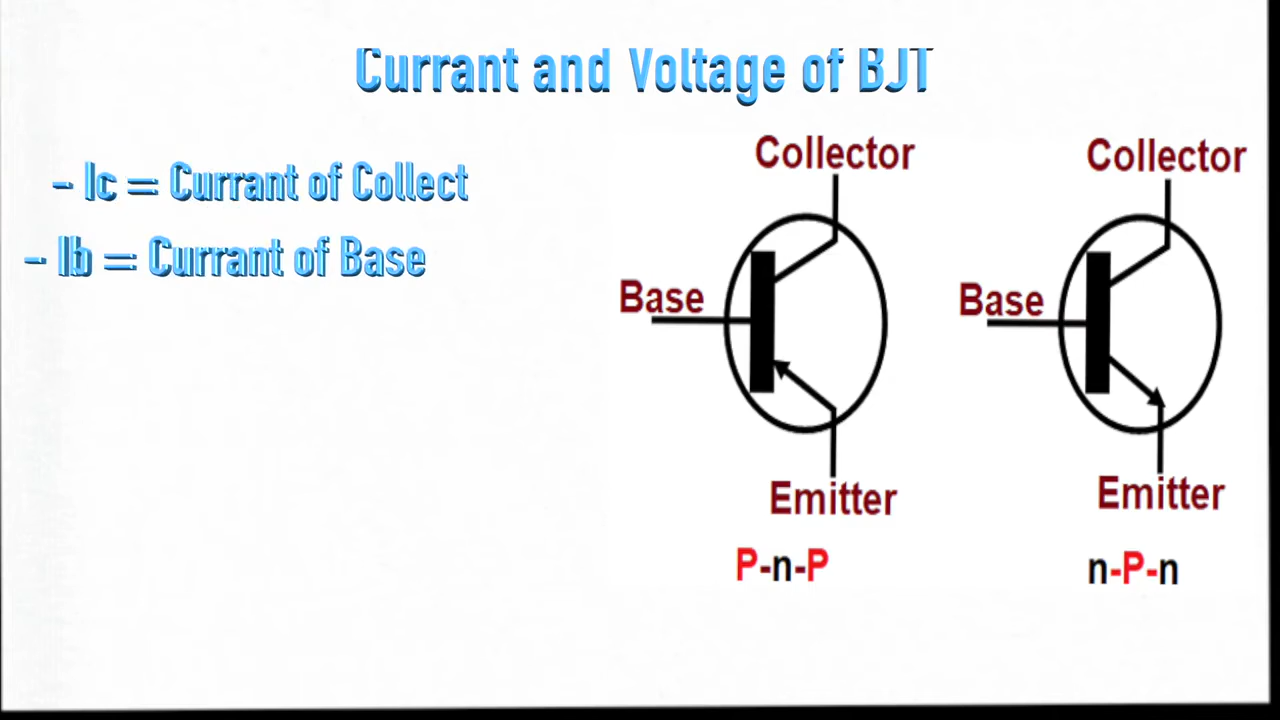 Currant and Voltage of BJT
- Ic = Currant of Collect
- Ib = Currant of Base
Collector
Base
Emitter
P-n-P
Collector
Base
Emitter
n-P-n